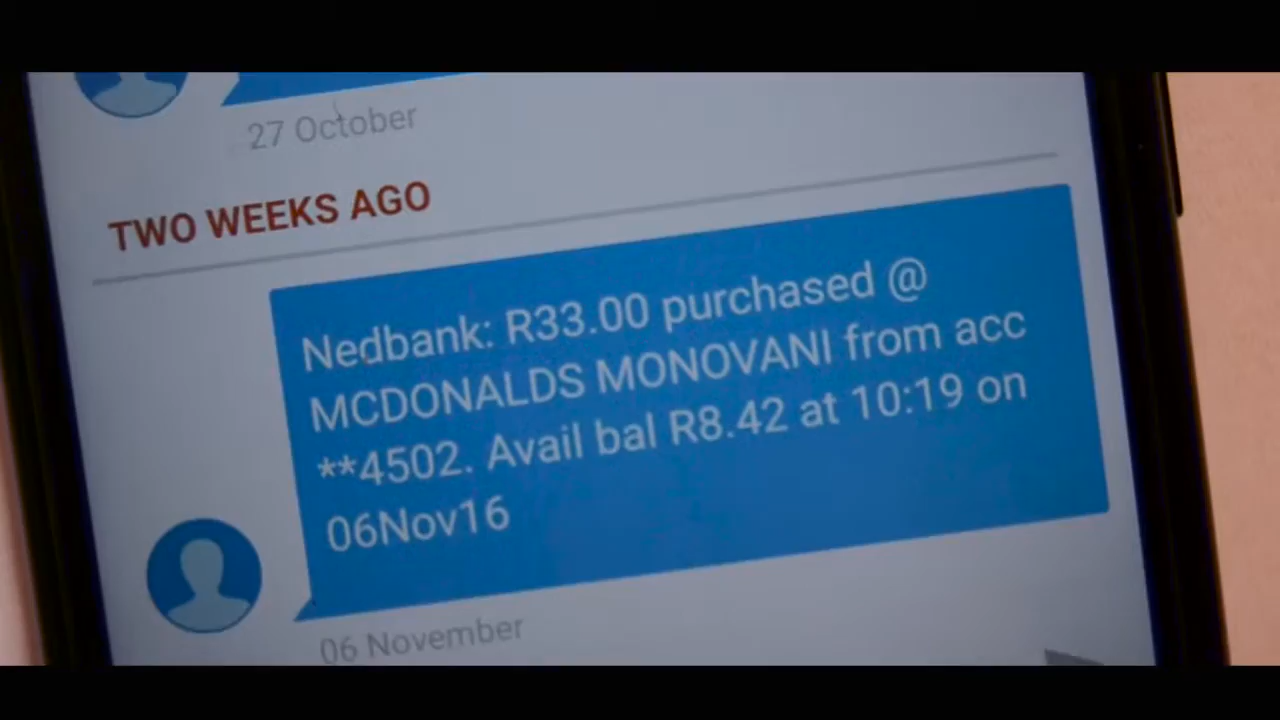 27 October
TWO WEEKS AGO
Nedbank: R33.00 purchased @
MCDONALDS MONOVANI from acc
**4502. Avail bal R8.42 at 10:19 on
06Nov16
06 November